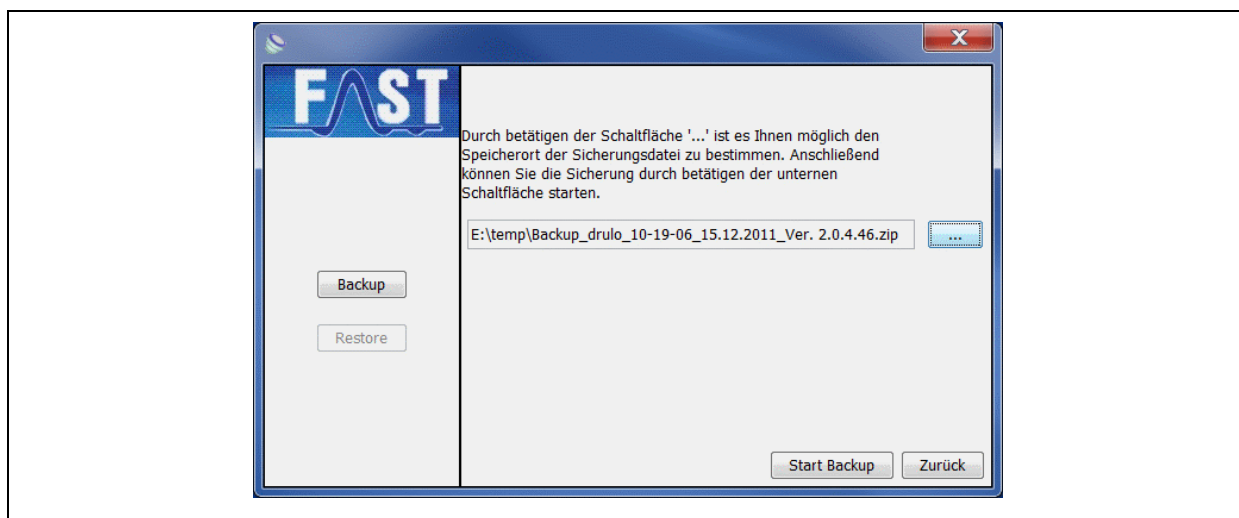 FAST
Durch betätigen der Schaltfläche '...' ist es Ihnen möglich den
Speicherort der Sicherungsdatei zu bestimmen. Anschließend
können Sie die Sicherung durch betätigen der unternen
Schaltfläche starten.
E:\temp\Backup_drulo_10-19-06_15.12.2011_Ver. 2.0.4.46.zip
...
Backup
Restore
Start Backup
Zurück